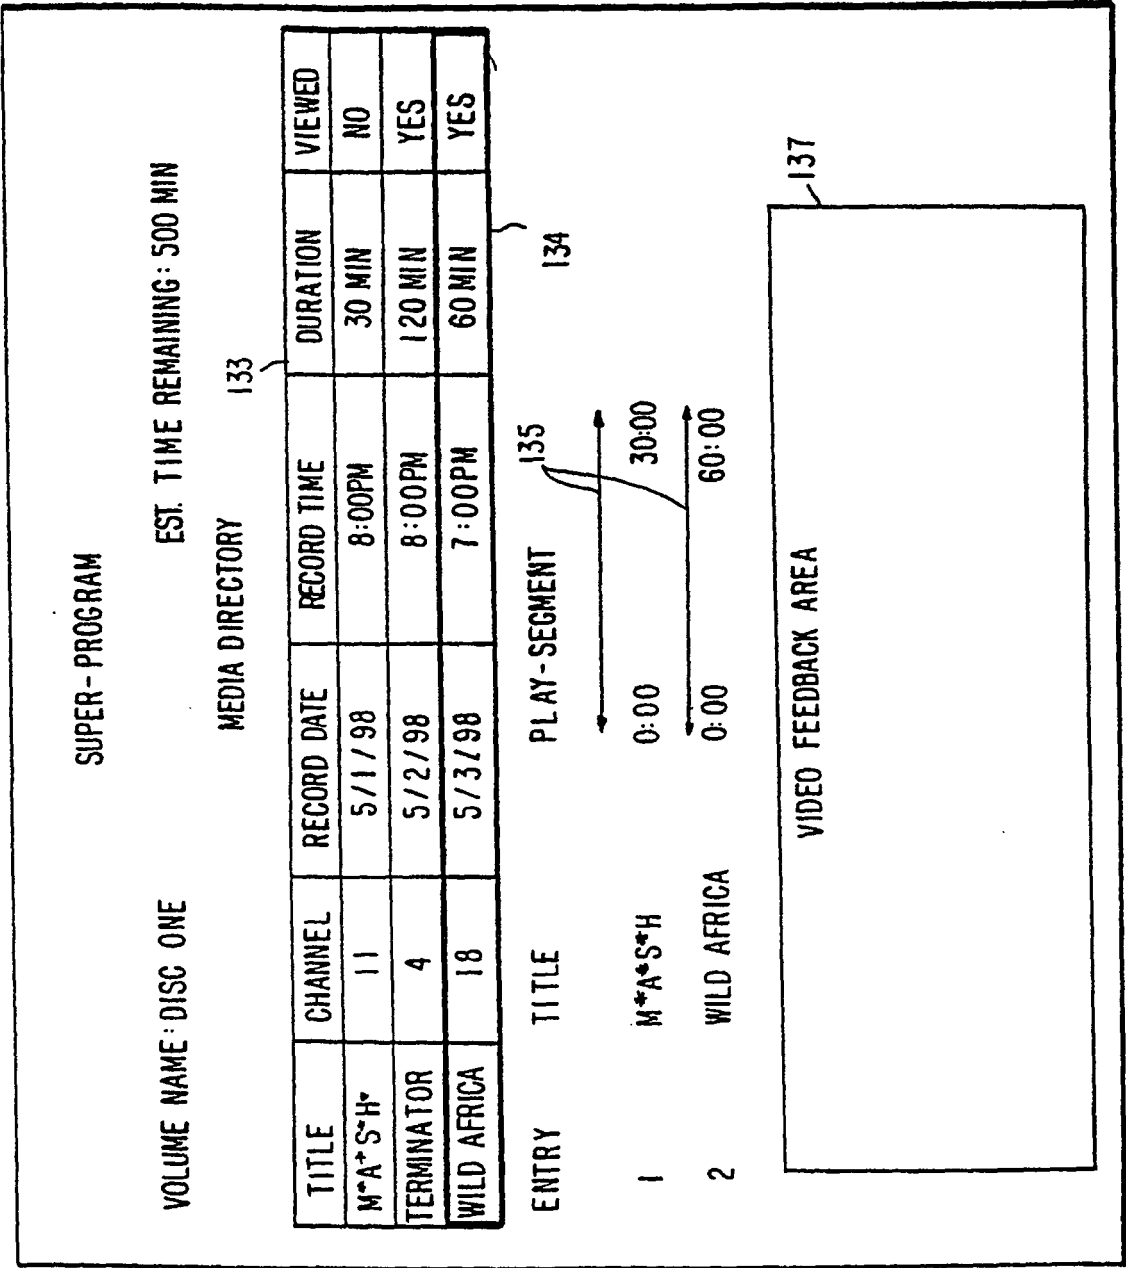 SUPER-PROGRAM
VOLUME NAME: DISC ONE EST. TIME REMAINING: 500 MIN
MEDIA DIRECTORY
133
TITLE CHANNEL RECORD DATE RECORD TIME DURATION VIEWED
M*A*S*H* 11 5/1/98 8:00PM 30 MIN NO
TERMINATOR 4 5/2/98 8:00PM 120 MIN YES
WILD AFRICA 18 5/3/98 7:00PM 60 MIN YES
134
ENTRY TITLE PLAY-SEGMENT 135
1 M*A*S*H 0:00 30:00
2 WILD AFRICA 0:00 60:00
137
VIDEO FEEDBACK AREA